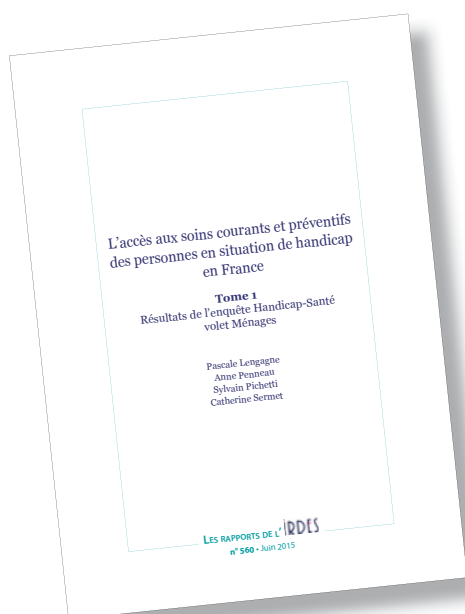 L'accès aux soins courants et préventifs
des personnes en situation de handicap
en France
Tome 1
Résultats de l'enquête Handicap-Santé
volet Ménages
Pascale Lengagne
Anne Penneau
Sylvain Pichetti
Catherine Sermet
LES RAPPORTS DE L'IRDES
n° 560 • Juin 2015